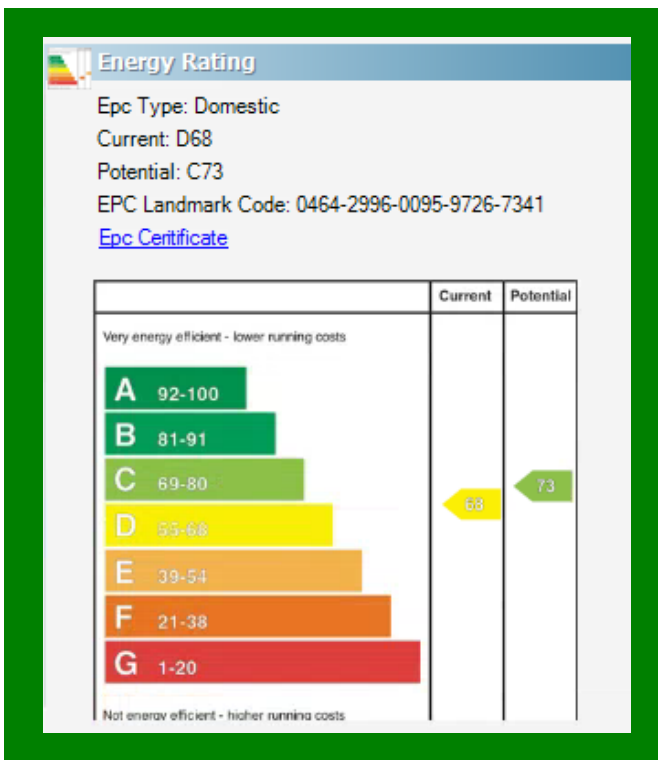 Energy Rating
Epc Type: Domestic
Current: D68
Potential: C73
EPC Landmark Code: 0464-2996-0095-9726-7341
Epc Ceritificate
Current Potential
Very energy efficient - lower running costs
A 92-100
B 81-91
C 69-80
73
68
D 55-68
E 39-54
F 21-38
G 1-20
Not energy efficient - higher running costs